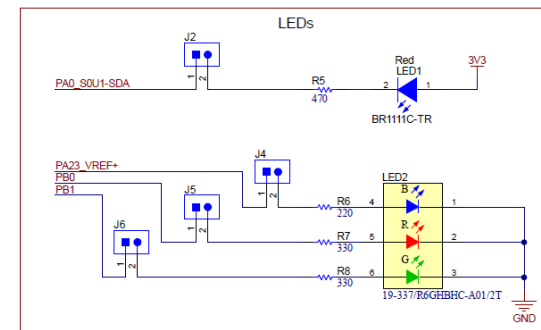 LEDs
J2
1
2
PA0_S0U1-SDA
R5
470
Red
LED1
2
1
BR1111C-TR
3V3
PA23_VREF+
PB0
PB1
J4
1
2
J5
1
2
J6
1
2
R6
220
R7
330
R8
330
LED2
4 B 1
5 R 2
6 G 3
19-337/R6GHBHC-A01/2T
GND